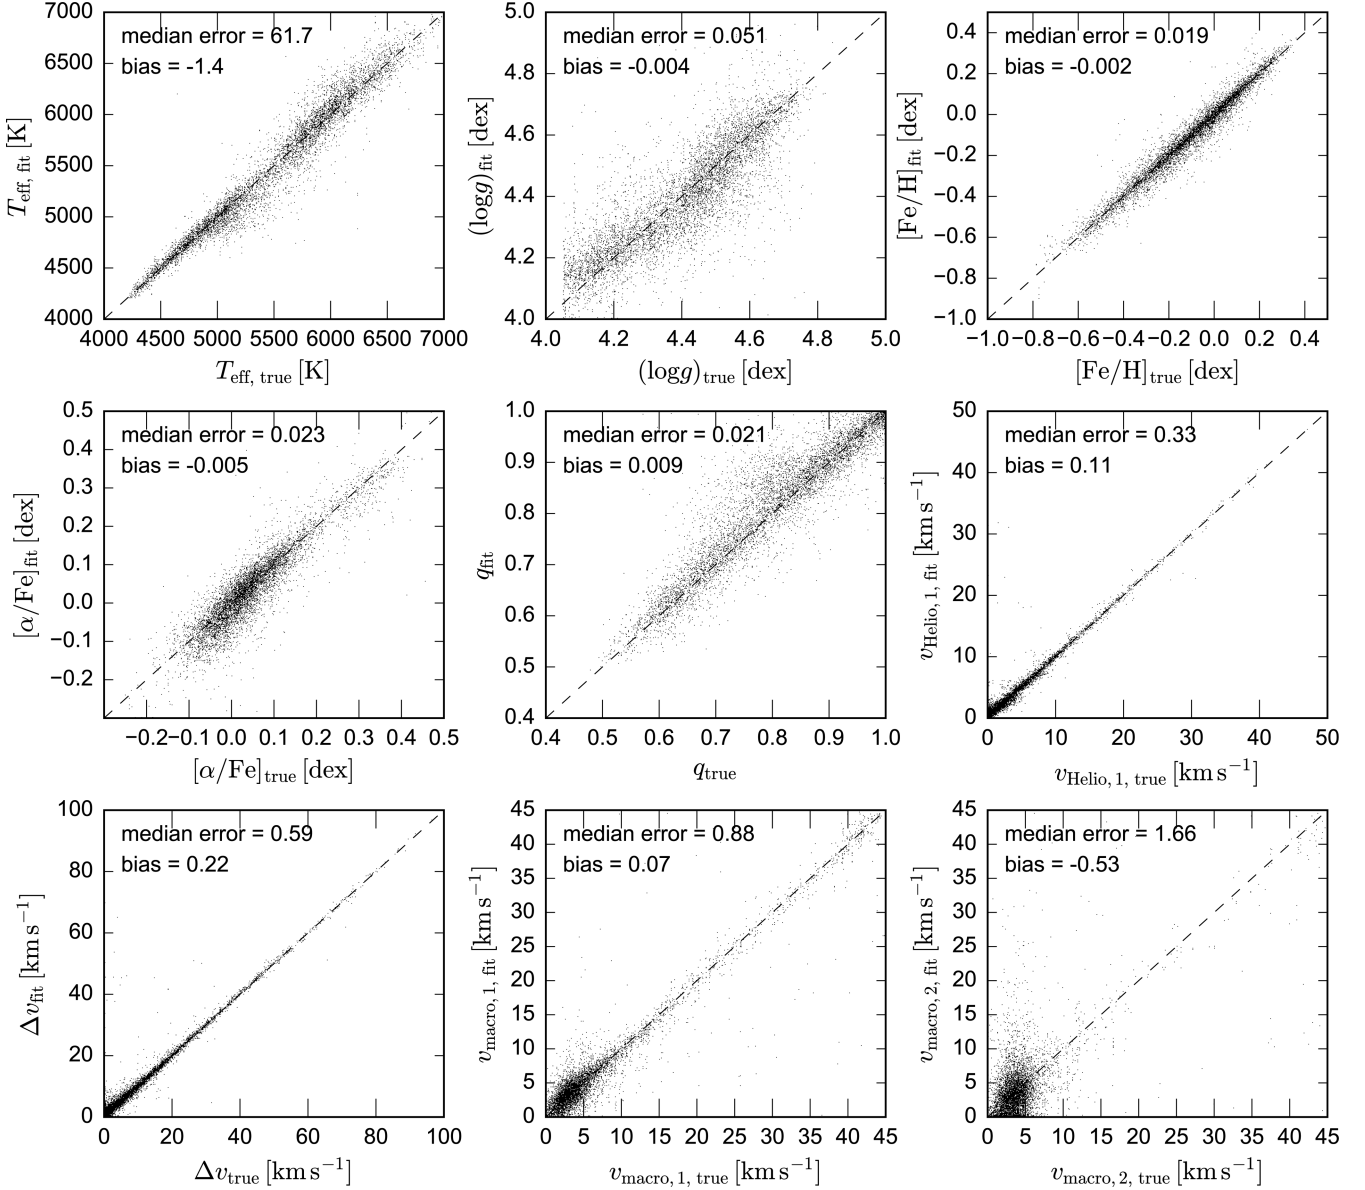 median error = 61.7
bias = -1.4
7000
6500
6000
5500
5000
4500
4000
T_eff, fit [K]
4000 4500 5000 5500 6000 6500 7000
T_eff, true [K]
median error = 0.051
bias = -0.004
5.0
4.8
4.6
4.4
4.2
4.0
(log g)_fit [dex]
4.0 4.2 4.4 4.6 4.8 5.0
(log g)_true [dex]
median error = 0.019
bias = -0.002
0.4
0.2
0.0
−0.2
−0.4
−0.6
−0.8
−1.0
[Fe/H]_fit [dex]
−1.0 −0.8 −0.6 −0.4 −0.2 0.0 0.2 0.4
[Fe/H]_true [dex]
median error = 0.023
bias = -0.005
0.5
0.4
0.3
0.2
0.1
0.0
−0.1
−0.2
[α/Fe]_fit [dex]
−0.2 −0.1 0.0 0.1 0.2 0.3 0.4 0.5
[α/Fe]_true [dex]
median error = 0.021
bias = 0.009
1.0
0.9
0.8
0.7
0.6
0.5
0.4
q_fit
0.4 0.5 0.6 0.7 0.8 0.9 1.0
q_true
median error = 0.33
bias = 0.11
50
40
30
20
10
0
v_Helio, 1, fit [km s⁻¹]
0 10 20 30 40 50
v_Helio, 1, true [km s⁻¹]
median error = 0.59
bias = 0.22
100
80
60
40
20
0
Δv_fit [km s⁻¹]
0 20 40 60 80 100
Δv_true [km s⁻¹]
median error = 0.88
bias = 0.07
45
40
35
30
25
20
15
10
5
0
v_macro, 1, fit [km s⁻¹]
0 5 10 15 20 25 30 35 40 45
v_macro, 1, true [km s⁻¹]
median error = 1.66
bias = -0.53
45
40
35
30
25
20
15
10
5
0
v_macro, 2, fit [km s⁻¹]
0 5 10 15 20 25 30 35 40 45
v_macro, 2, true [km s⁻¹]